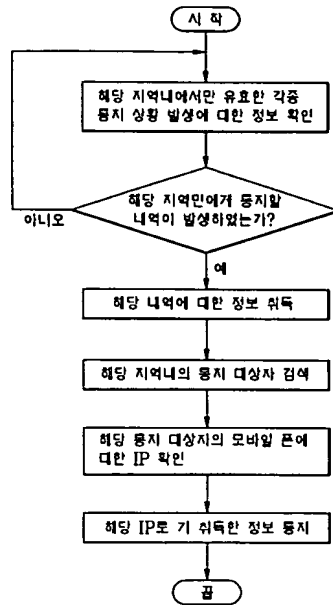 시 작
해당 지역내에서만 유효한 각종
통지 상황 발생에 대한 정보 확인
해당 지역민에게 통지할
내역이 발생하였는가?
아니오
예
해당 내역에 대한 정보 취득
해당 지역내의 통지 대상자 검색
해당 통지 대상자의 모바일 폰에
대한 IP 확인
해당 IP로 기 취득한 정보 통지
끝